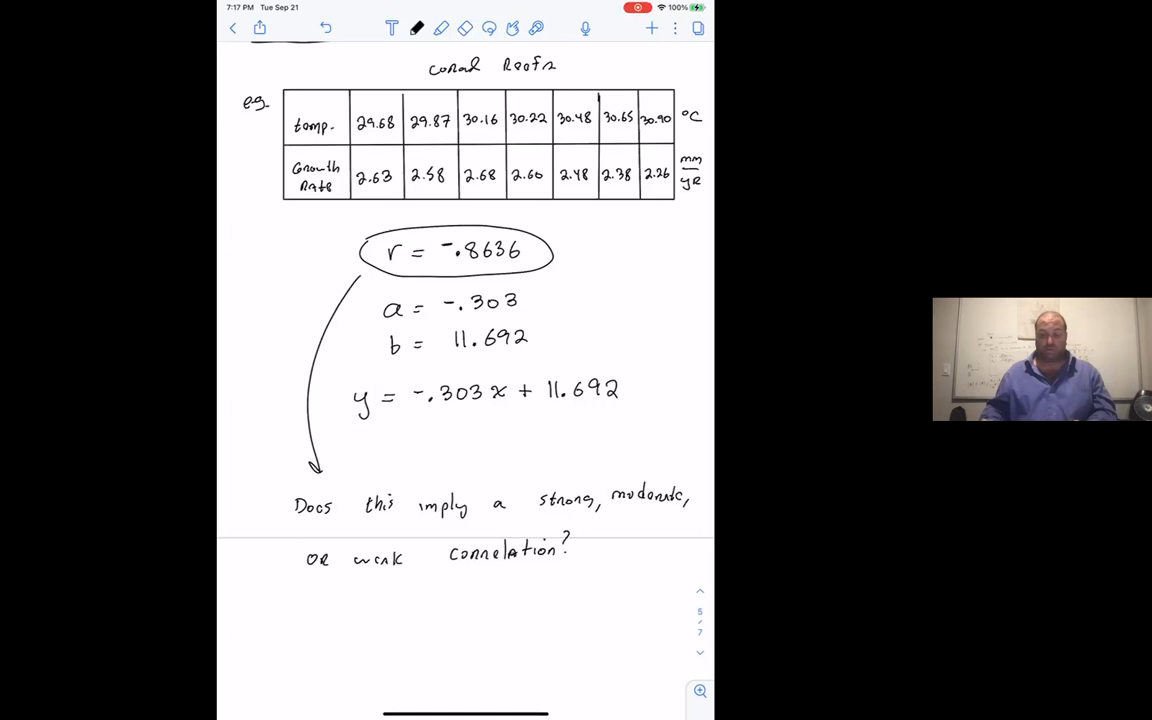 7:17 PM Tue Sep 21
100%
Coral Reefs
e.g.
temp. 29.68 29.87 30.16 30.22 30.48 30.65 30.90 °C
Growth Rate 2.63 2.58 2.68 2.60 2.48 2.38 2.26 mm/yr
r = -.8636
a = -.303
b = 11.692
y = -.303x + 11.692
Does this imply a strong, moderate,
OR weak correlation?
5
/
7